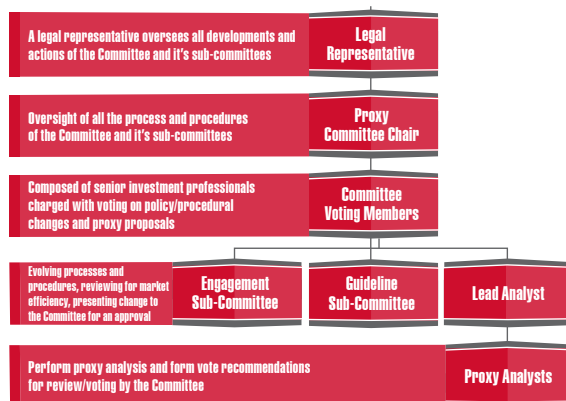 A legal representative oversees all developments and
actions of the Committee and it's sub-committees
Legal
Representative
Oversight of all the process and procedures
of the Committee and it's sub-committees
Proxy
Committee Chair
Composed of senior investment professionals
charged with voting on policy/procedural
changes and proxy proposals
Committee
Voting Members
Evolving processes and
procedures, reviewing for market
efficiency, presenting change to
the Committee for an approval
Engagement
Sub-Committee
Guideline
Sub-Committee
Lead Analyst
Perform proxy analysis and form vote recommendations
for review/voting by the Committee
Proxy Analysts